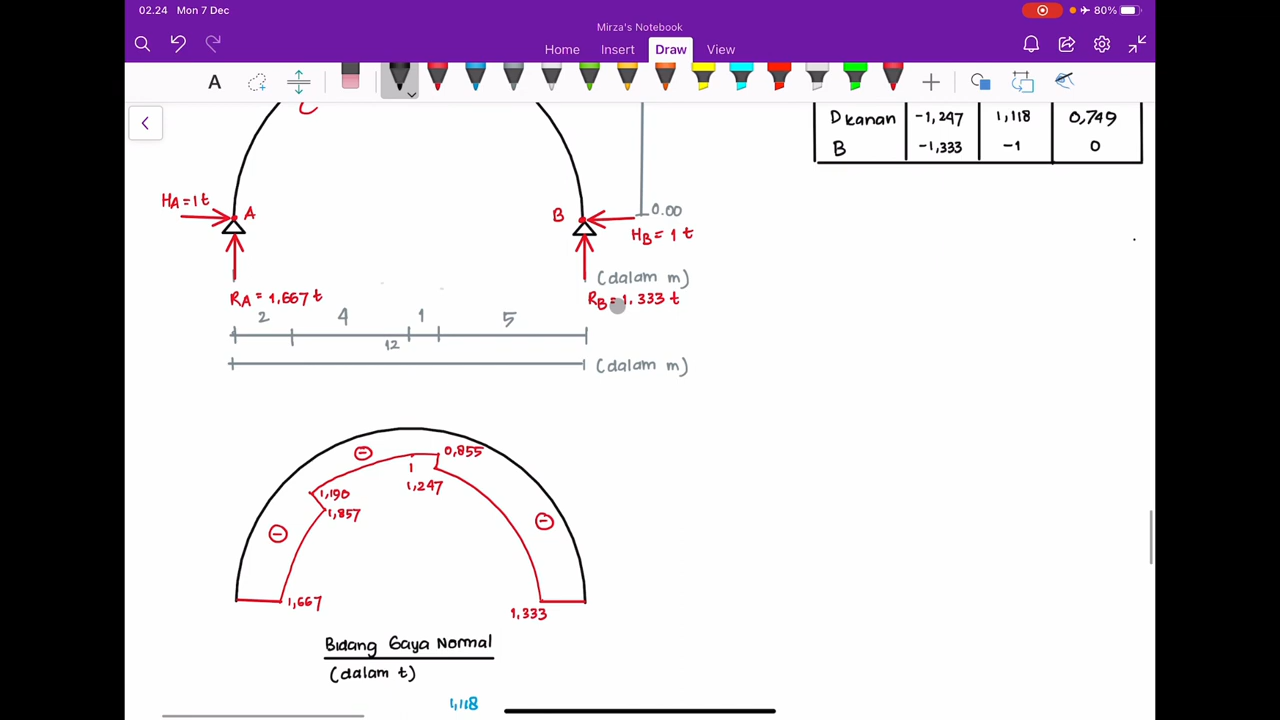 02.24 Mon 7 Dec
80%
Mirza's Notebook
Home Insert Draw View
A
C
D kanan -1,247 1,118 0,749
B -1,333 -1 0
HA = 1 t
A
B
0.00
HB = 1 t
(dalam m)
RA = 1,667 t
RB = 1.333 t
2 4 1 5
12
(dalam m)
0,855
1
1,247
1,190
1,857
1,667
1.333
Bidang Gaya Normal
(dalam t)
1,118